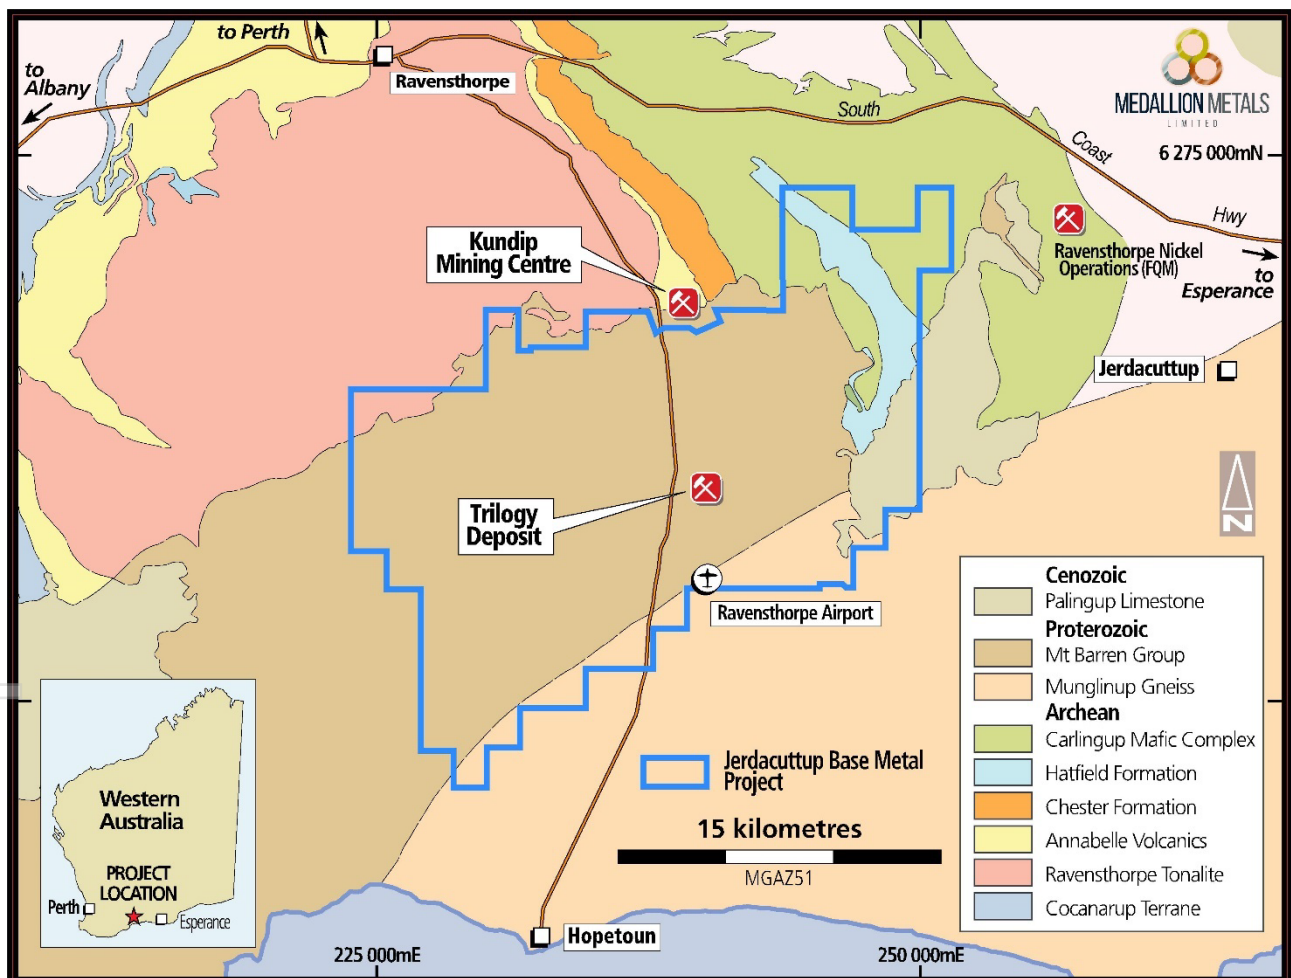 to Perth
to
Albany
Ravensthorpe
South
Coast
Hwy
MEDALLION METALS
LIMITED
6 275 000mN
Kundip
Mining Centre
Ravensthorpe Nickel
Operations (FQM)
to
Esperance
Jerdacuttup
Trilogy
Deposit
N
Ravensthorpe Airport
Cenozoic
Palingup Limestone
Proterozoic
Mt Barren Group
Munglinup Gneiss
Archean
Carlingup Mafic Complex
Hatfield Formation
Chester Formation
Annabelle Volcanics
Ravensthorpe Tonalite
Cocanarup Terrane
Jerdacuttup Base Metal
Project
15 kilometres
MGAZ51
Western
Australia
PROJECT
LOCATION
Perth
Esperance
Hopetoun
225 000mE
250 000mE